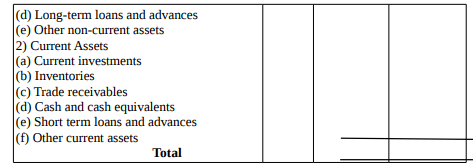 (d) Long-term loans and advances
(e) Other non-current assets
2) Current Assets
(a) Current investments
(b) Inventories
(c) Trade receivables
(d) Cash and cash equivalents
(e) Short term loans and advances
(f) Other current assets
Total